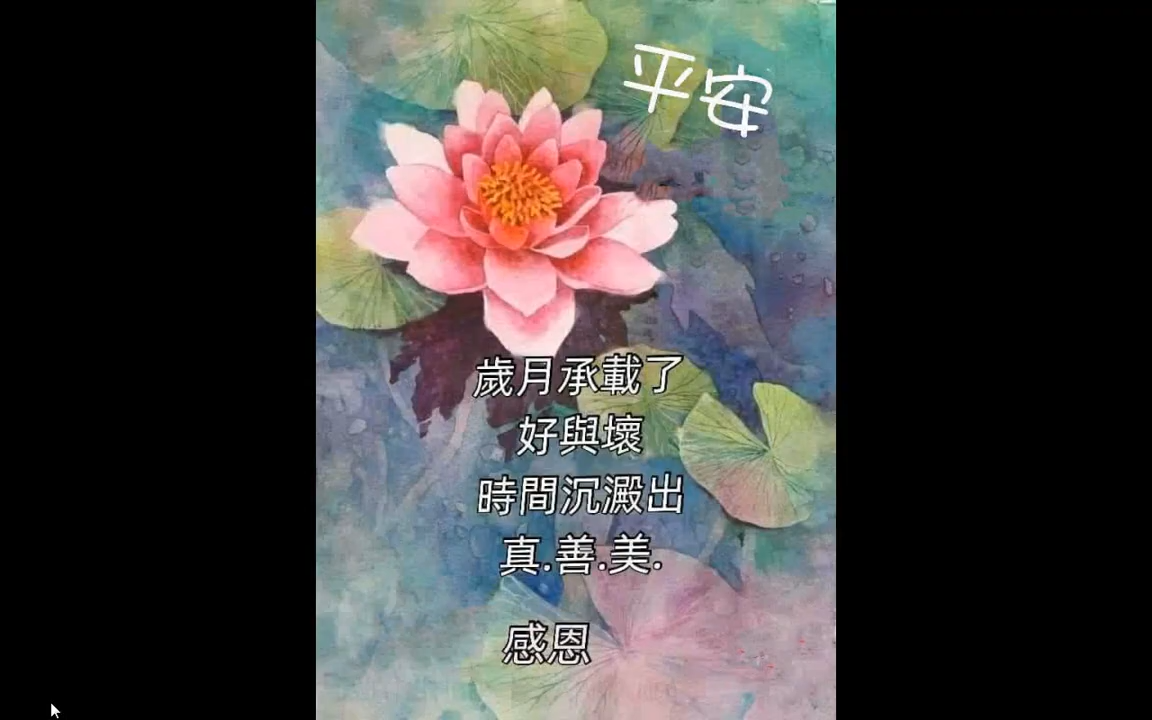 平安
歲月承載了
好與壞
時間沉澱出
真.善.美.
感恩